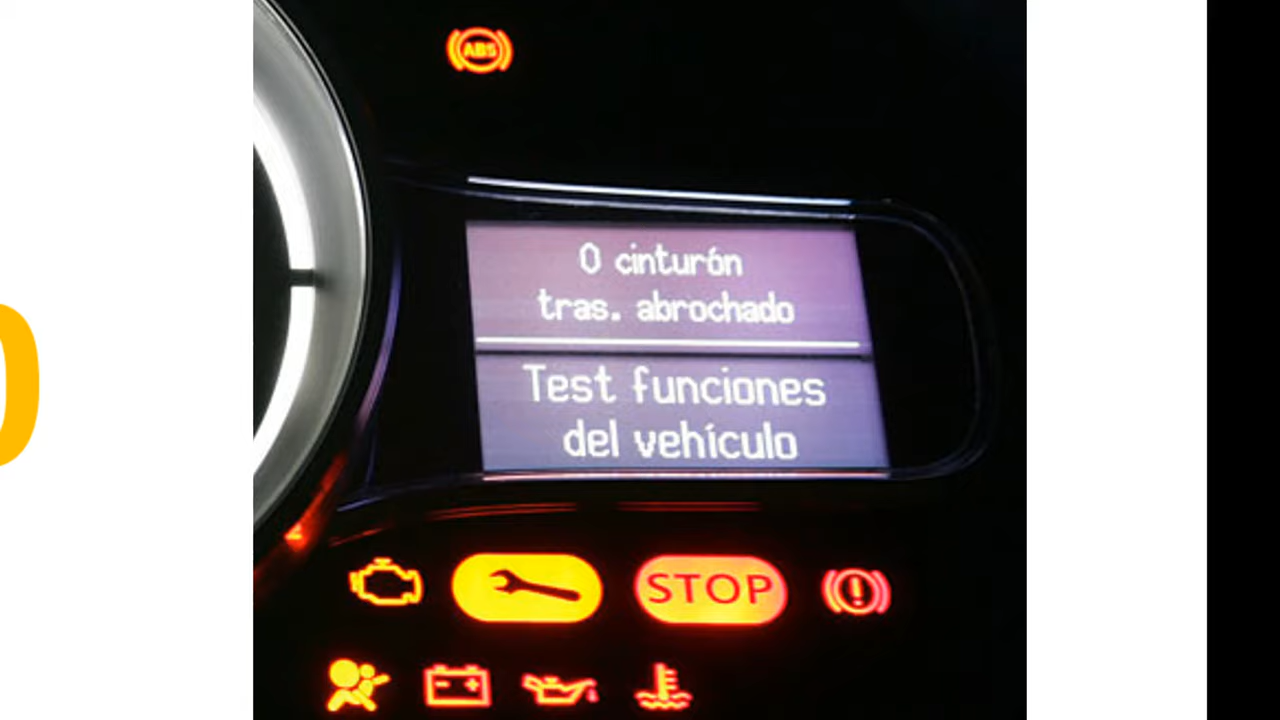 ABS
0 cinturón
tras. abrochado
Test funciones
del vehículo
STOP